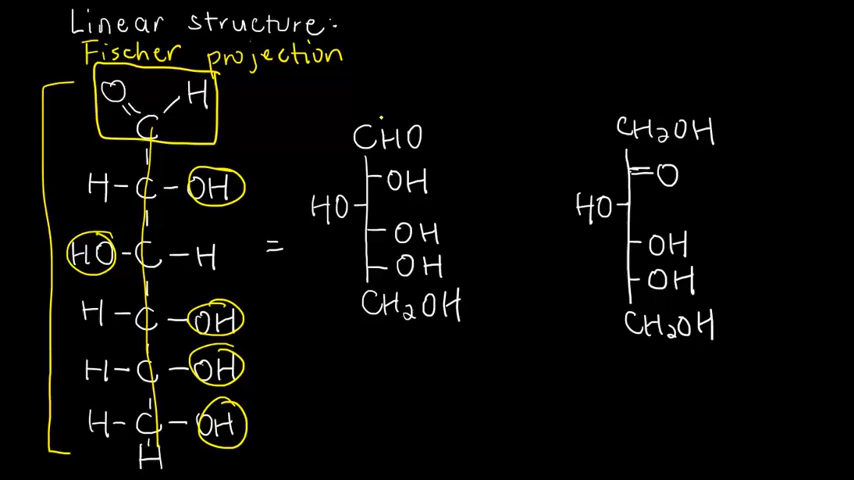 Linear structure:
Fischer projection
O H
C
H-C-OH
HO-C-H
H-C-OH
H-C-OH
H-C-OH
H
=
CHO
OH
HO
OH
OH
CH₂OH
CH₂OH
=O
HO
OH
OH
CH₂OH